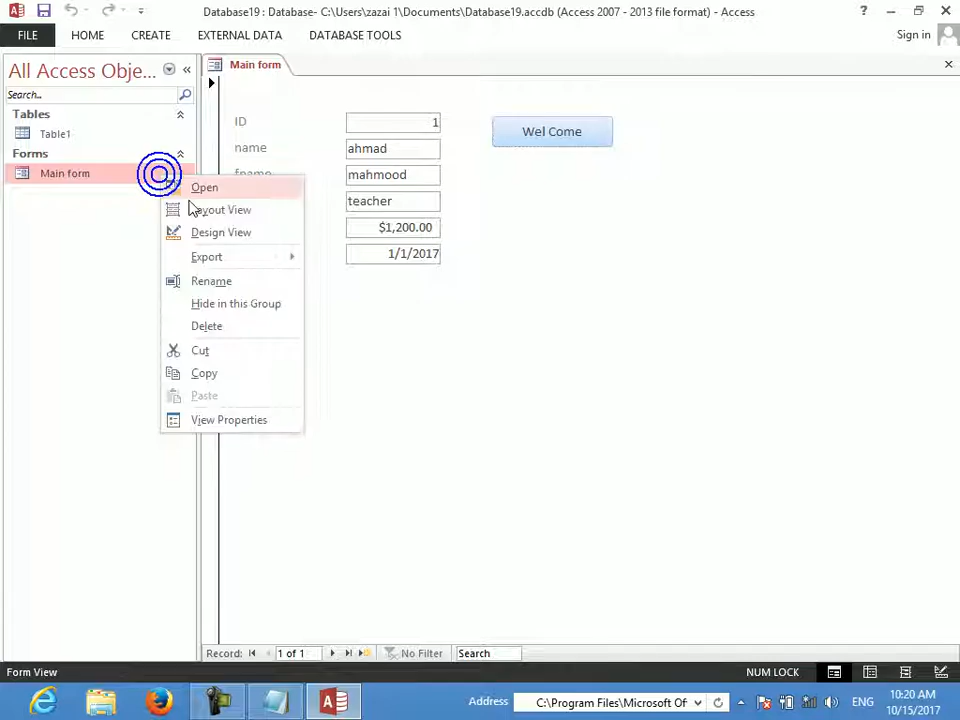 Database19 : Database- C:\Users\zazai 1\Documents\Database19.accdb (Access 2007 - 2013 file format) - Access
FILE HOME CREATE EXTERNAL DATA DATABASE TOOLS Sign in
All Access Obje...
Main form
Search...
Tables
Table1
Forms
Main form
ID 1
Wel Come
name ahmad
fname mahmood
teacher
$1,200.00
1/1/2017
Open
Layout View
Design View
Export
Rename
Hide in this Group
Delete
Cut
Copy
Paste
View Properties
Record: 1 of 1 No Filter Search
Form View NUM LOCK
Address C:\Program Files\Microsoft Of ENG
10:20 AM
10/15/2017